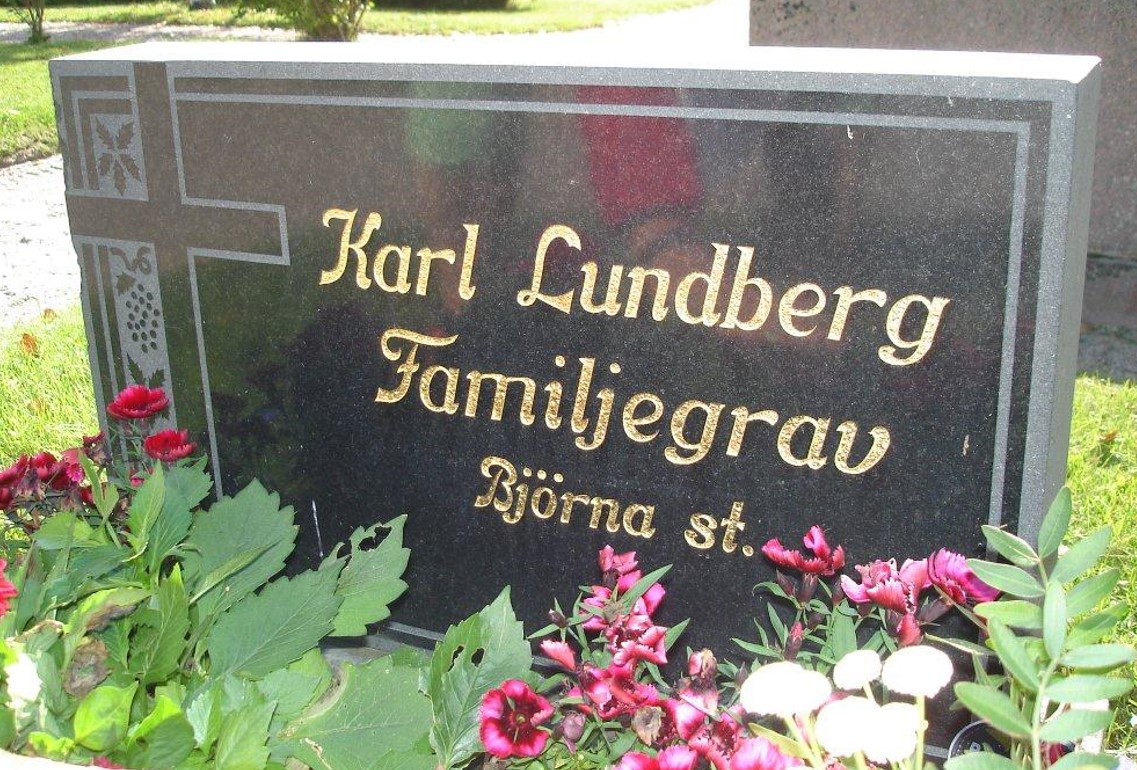 Karl Lundberg
Familjegrav
Björna st.